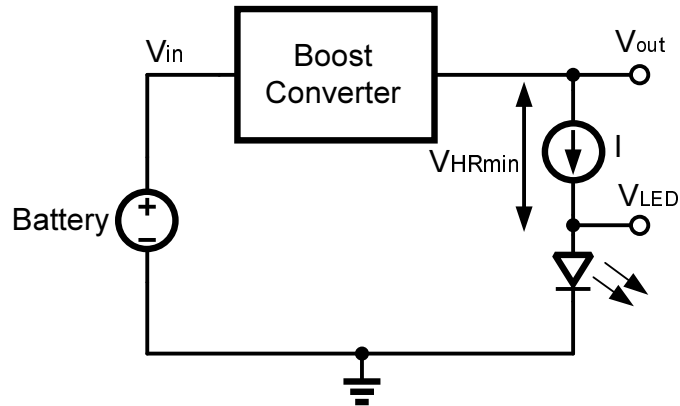 Vin
Boost
Converter
Vout
VHRmin
I
VLED
Battery
+
−